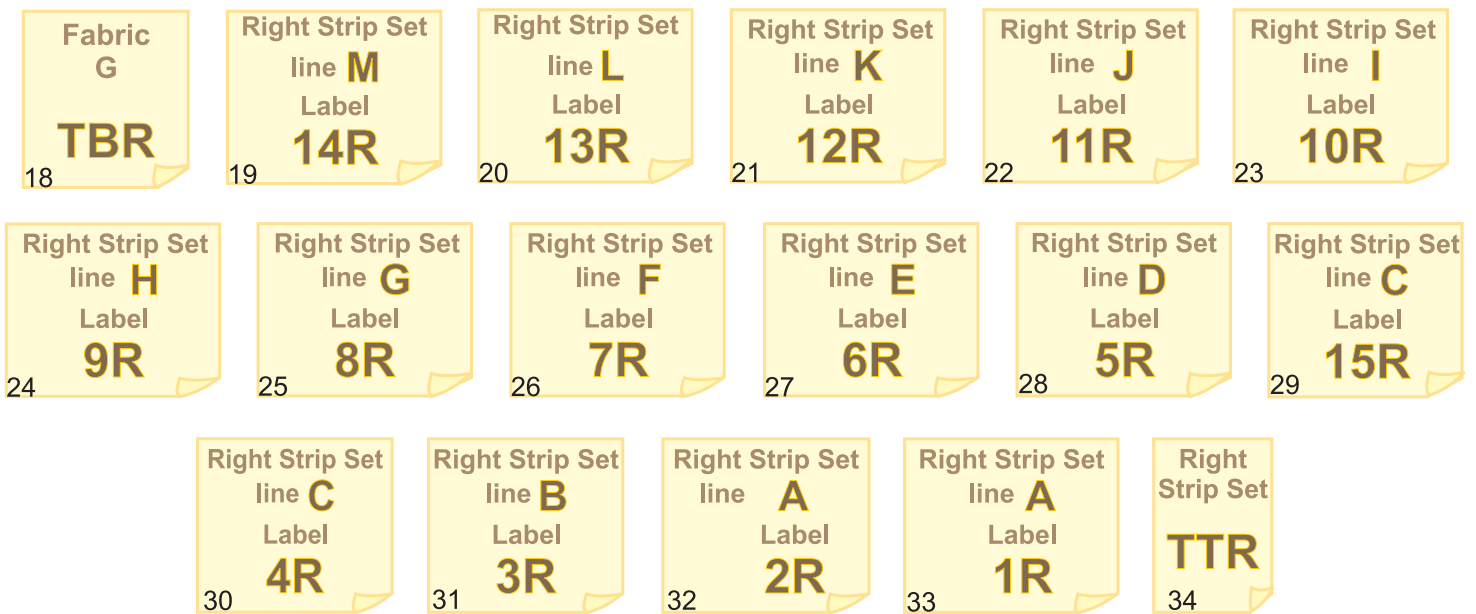 Fabric
G
TBR
18
Right Strip Set
line M
Label
14R
19
Right Strip Set
line L
Label
13R
20
Right Strip Set
line K
Label
12R
21
Right Strip Set
line J
Label
11R
22
Right Strip Set
line I
Label
10R
23
Right Strip Set
line H
Label
9R
24
Right Strip Set
line G
Label
8R
25
Right Strip Set
line F
Label
7R
26
Right Strip Set
line E
Label
6R
27
Right Strip Set
line D
Label
5R
28
Right Strip Set
line C
Label
15R
29
Right Strip Set
line C
Label
4R
30
Right Strip Set
line B
Label
3R
31
Right Strip Set
line A
Label
2R
32
Right Strip Set
line A
Label
1R
33
Right
Strip Set
TTR
34